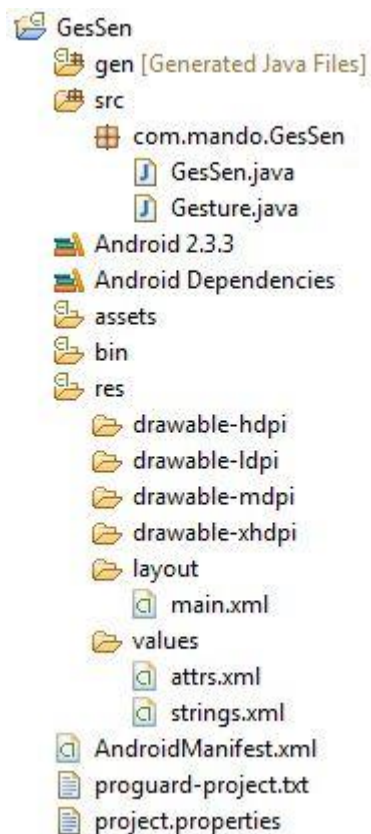 GesSen
gen [Generated Java Files]
src
com.mando.GesSen
GesSen.java
Gesture.java
Android 2.3.3
Android Dependencies
assets
bin
res
drawable-hdpi
drawable-ldpi
drawable-mdpi
drawable-xhdpi
layout
main.xml
values
attrs.xml
strings.xml
AndroidManifest.xml
proguard-project.txt
project.properties